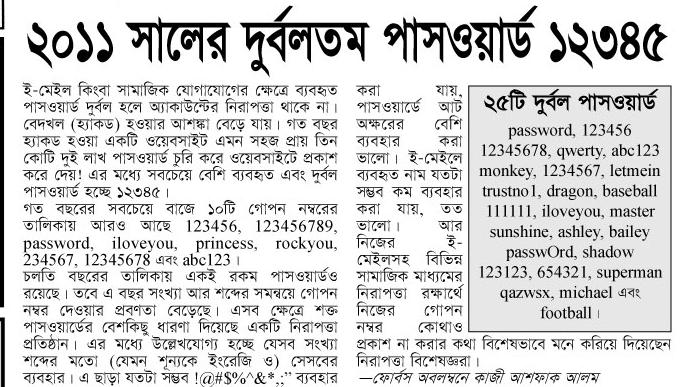 ২০১১ সালের দুর্বলতম পাসওয়ার্ড ১২৩৪৫
ই-মেইল কিংবা সামাজিক যোগাযোগের ক্ষেত্রে ব্যবহৃত
পাসওয়ার্ড দুর্বল হলে অ্যাকাউন্টের নিরাপত্তা থাকে না।
বেদখল (হ্যাকড) হওয়ার আশঙ্কা বেড়ে যায়। গত বছর
হ্যাকড হওয়া একটি ওয়েবসাইট এমন সহজ প্রায় তিন
কোটি দুই লাখ পাসওয়ার্ড চুরি করে ওয়েবসাইটে প্রকাশ
করে দেয়! এর মধ্যে সবচেয়ে বেশি ব্যবহৃত এবং দুর্বল
পাসওয়ার্ড হচ্ছে ১২৩৪৫।
গত বছরের সবচেয়ে বাজে ১০টি গোপন নম্বরের
তালিকায় আরও আছে 123456, 123456789,
password, iloveyou, princess, rockyou,
234567, 12345678 এবং abc123।
চলতি বছরের তালিকায় একই রকম পাসওয়ার্ডও
রয়েছে। তবে এ বছর সংখ্যা আর শব্দের সমন্বয়ে গোপন
নম্বর দেওয়ার প্রবণতা বেড়েছে। এসব ক্ষেত্রে শক্ত
পাসওয়ার্ডের বেশকিছু ধারণা দিয়েছে একটি নিরাপত্তা
প্রতিষ্ঠান। এর মধ্যে উল্লেখযোগ্য হচ্ছে যেসব সংখ্যা
শব্দের মতো (যেমন শূন্যকে ইংরেজি ও) সেসবের
ব্যবহার। এ ছাড়া যতটা সম্ভব !@#$%^&*,;” ব্যবহার
করা যায়,
পাসওয়ার্ডে আট
অক্ষরের বেশি
ব্যবহার করা
ভালো। ই-মেইলে
ব্যবহৃত নাম যতটা
সম্ভব কম ব্যবহার
করা যায়, তত
ভালো। আর
নিজের ই-
মেইলসহ বিভিন্ন
সামাজিক মাধ্যমের
নিরাপত্তা রক্ষার্থে
নিজের গোপন
নম্বর কোথাও
প্রকাশ না করার কথা বিশেষভাবে মনে করিয়ে দিয়েছেন
নিরাপত্তা বিশেষজ্ঞরা।
—ফোর্বস অবলম্বনে কাজী আশফাক আলম
২৫টি দুর্বল পাসওয়ার্ড
password, 123456
12345678, qwerty, abc123
monkey, 1234567, letmein
trustno1, dragon, baseball
111111, iloveyou, master
sunshine, ashley, bailey
passwOrd, shadow
123123, 654321, superman
qazwsx, michael এবং
football।